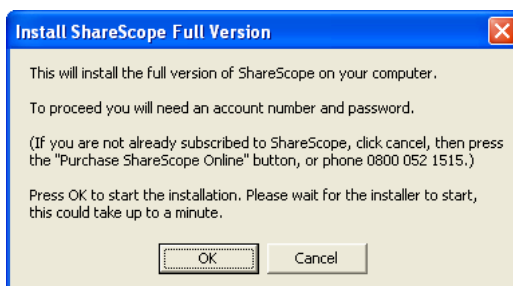 Install ShareScope Full Version
This will install the full version of ShareScope on your computer.
To proceed you will need an account number and password.
(If you are not already subscribed to ShareScope, click cancel, then press
the "Purchase ShareScope Online" button, or phone 0800 052 1515.)
Press OK to start the installation. Please wait for the installer to start,
this could take up to a minute.
OK
Cancel